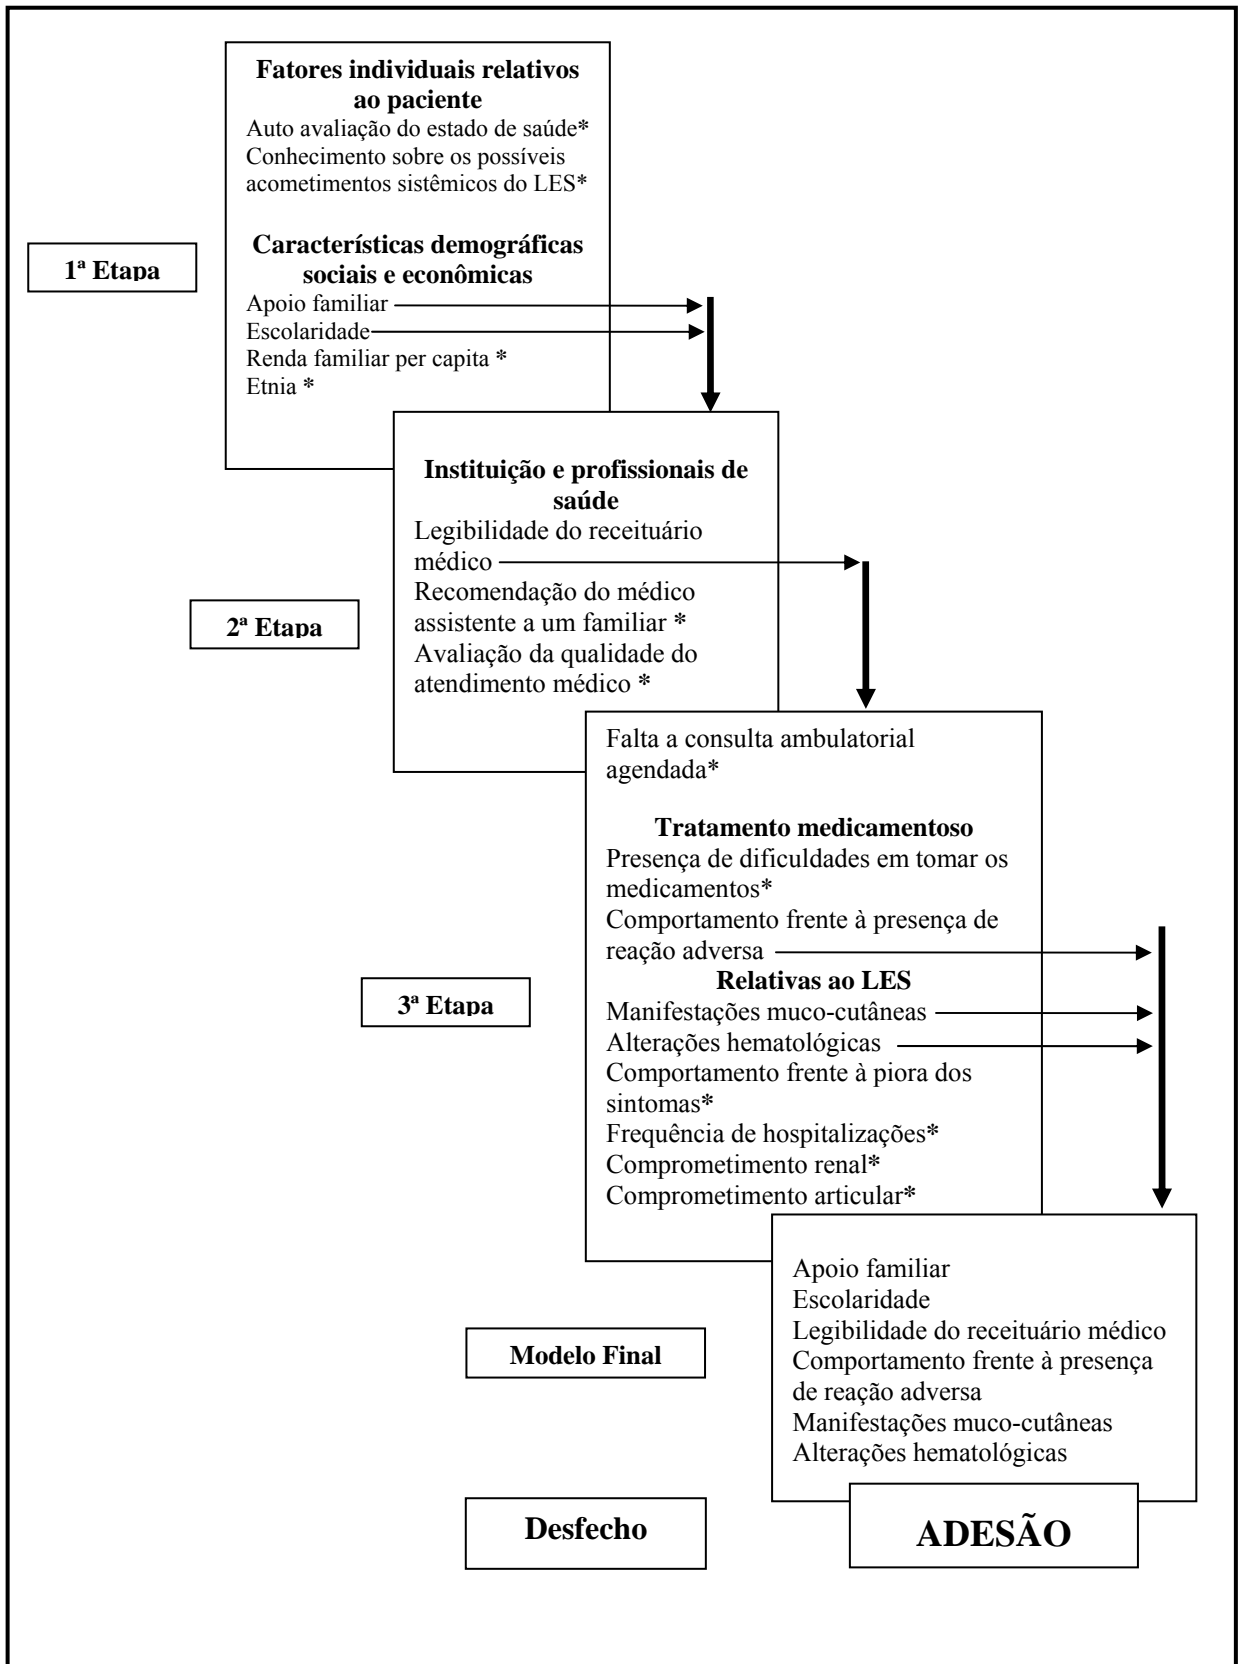 Fatores individuais relativos
ao paciente
Auto avaliação do estado de saúde*
Conhecimento sobre os possíveis
acometimentos sistêmicos do LES*
Características demográficas
sociais e econômicas
1ª Etapa
Apoio familiar
Escolaridade
Renda familiar per capita *
Etnia *
Instituição e profissionais de
saúde
Legibilidade do receituário
médico
Recomendação do médico
assistente a um familiar *
Avaliação da qualidade do
atendimento médico *
2ª Etapa
Falta a consulta ambulatorial
agendada*
Tratamento medicamentoso
Presença de dificuldades em tomar os
medicamentos*
Comportamento frente à presença de
reação adversa
Relativas ao LES
3ª Etapa
Manifestações muco-cutâneas
Alterações hematológicas
Comportamento frente à piora dos
sintomas*
Frequência de hospitalizações*
Comprometimento renal*
Comprometimento articular*
Modelo Final
Apoio familiar
Escolaridade
Legibilidade do receituário médico
Comportamento frente à presença
de reação adversa
Manifestações muco-cutâneas
Alterações hematológicas
Desfecho
ADESÃO